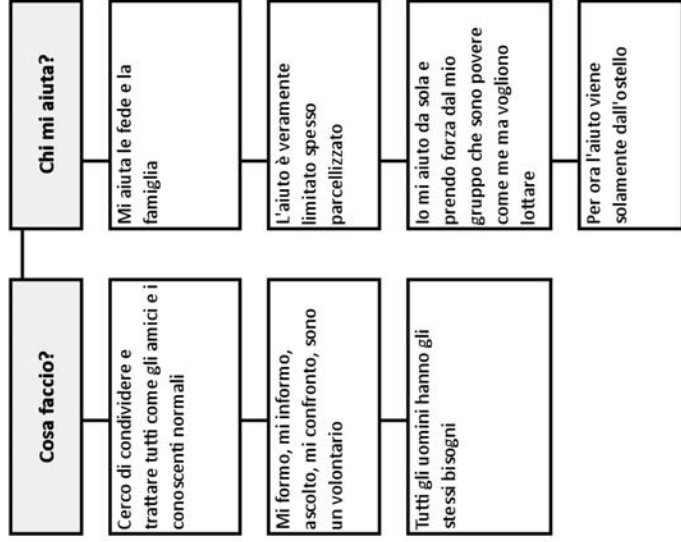 Cosa faccio?
Cerco di condividere e
trattare tutti come gli amici e i
conoscenti normali
Mi formo, mi informo,
ascolto, mi confronto, sono
un volontario
Tutti gli uomini hanno gli
stessi bisogni
Chi mi aiuta?
Mi aiuta le fede e la
famiglia
L'aiuto è veramente
limitato spesso
parcellizzato
Io mi aiuto da sola e
prendo forza dal mio
gruppo che sono povere
come me ma vogliono
lottare
Per ora l'aiuto viene
solamente dall'ostello